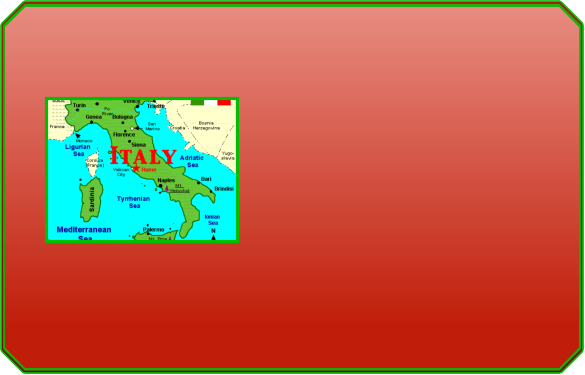 Venice
Turin
Trieste
Po
River
Genoa
Bologna
France
San
Marino
Croatia
Bosnia
Herzegovina
Florence
Monaco
Siena
Ligurian
Sea
Yugo-
slavia
ITALY
Adriatic
Sea
Corsica
(France)
Vatican
City
Rome
Naples
Mt.
Vesuvius
Bari
Brindisi
Sardinia
Tyrrhenian
Sea
Ionian
Sea
Mediterranean
Sea
Palermo
N